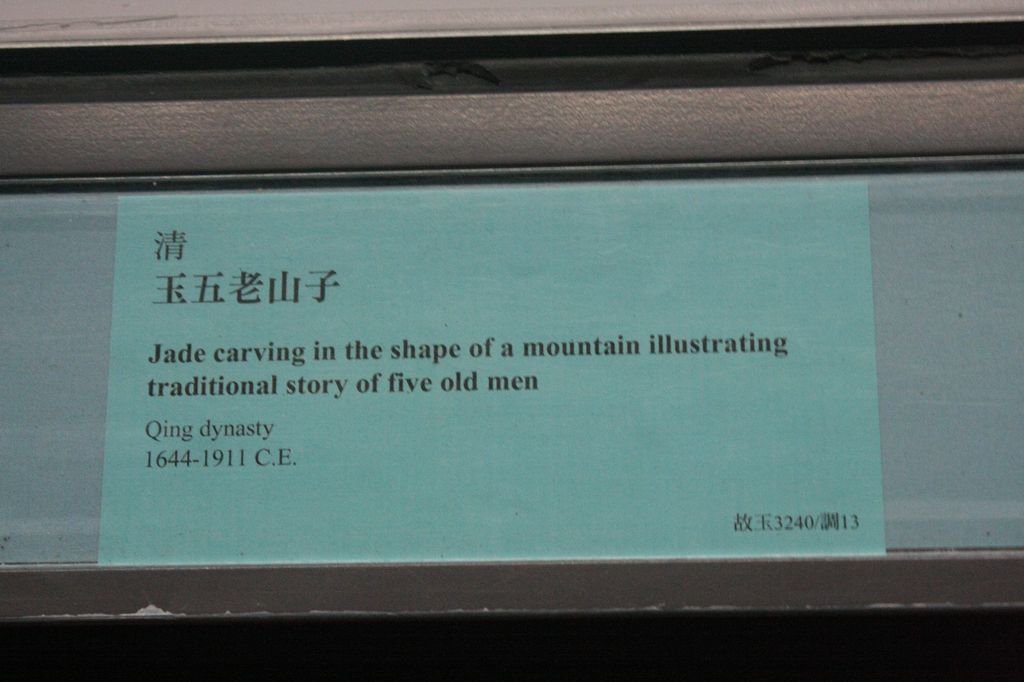 清
玉五老山子
Jade carving in the shape of a mountain illustrating
traditional story of five old men
Qing dynasty
1644-1911 C.E.
故玉3240/調13